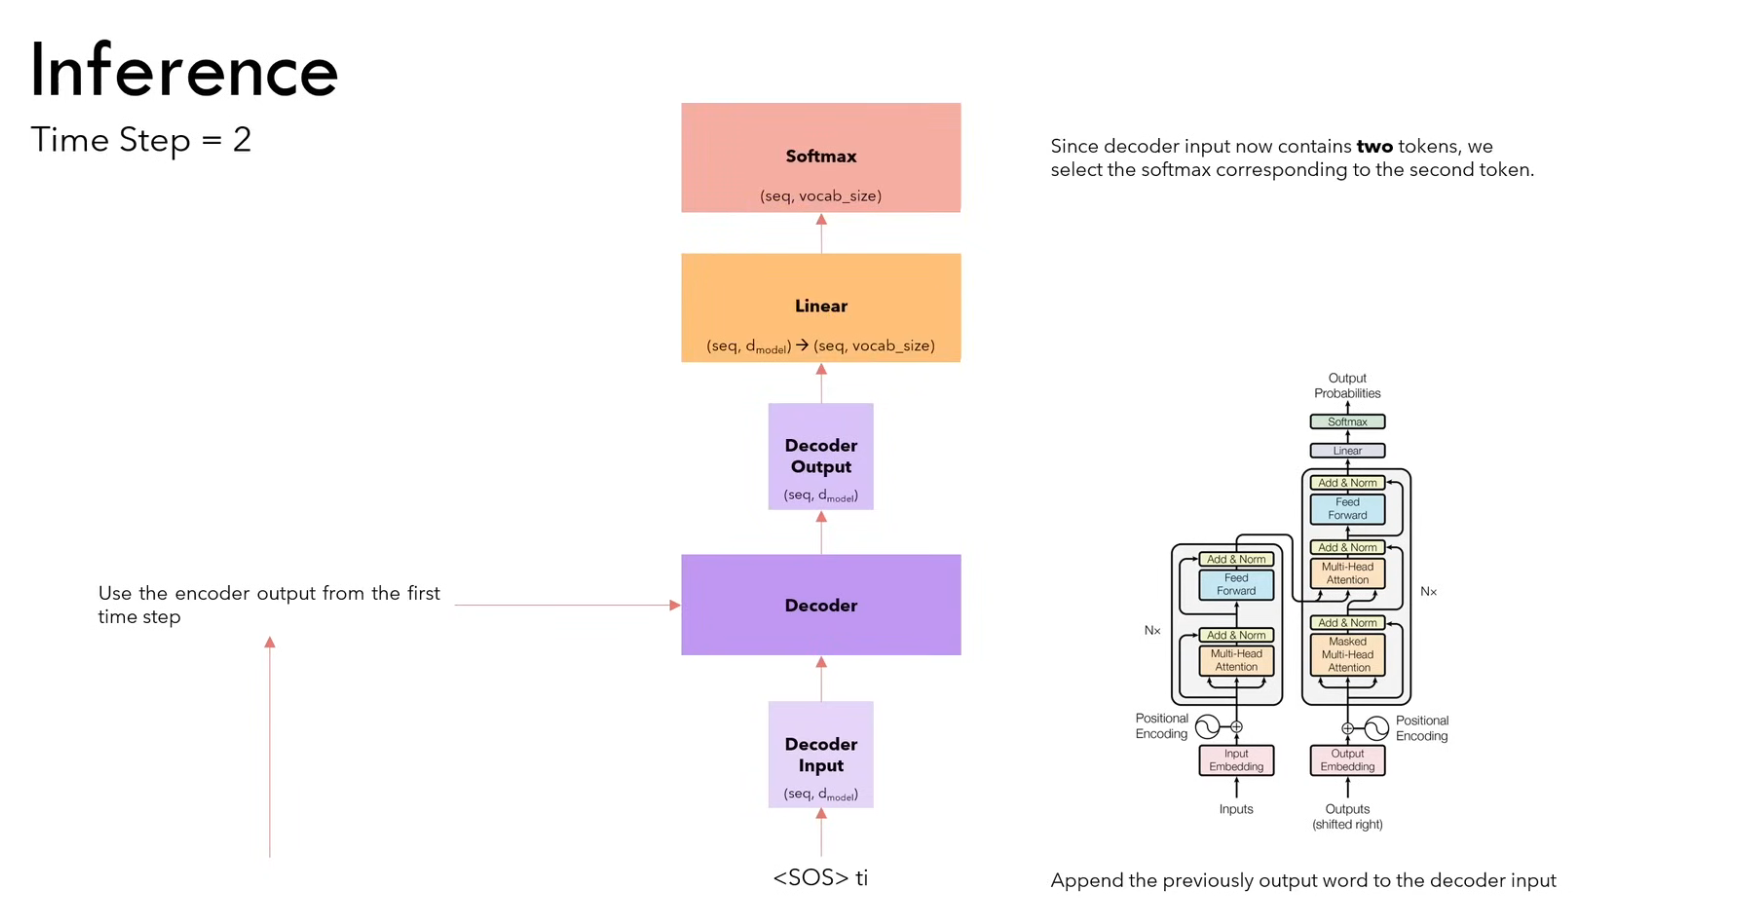 Inference
Time Step = 2
Softmax
(seq, vocab_size)
Since decoder input now contains two tokens, we
select the softmax corresponding to the second token.
Linear
(seq, dmodel) → (seq, vocab_size)
Decoder
Output
(seq, dmodel)
Use the encoder output from the first
time step
Decoder
Decoder
Input
(seq, dmodel)
<SOS> ti
Output
Probabilities
Softmax
Linear
Add & Norm
Feed
Forward
Add & Norm
Multi-Head
Attention
Add & Norm
Masked
Multi-Head
Attention
N×
Add & Norm
Feed
Forward
N×
Add & Norm
Multi-Head
Attention
Positional
Encoding
Positional
Encoding
Input
Embedding
Output
Embedding
Inputs
Outputs
(shifted right)
Append the previously output word to the decoder input